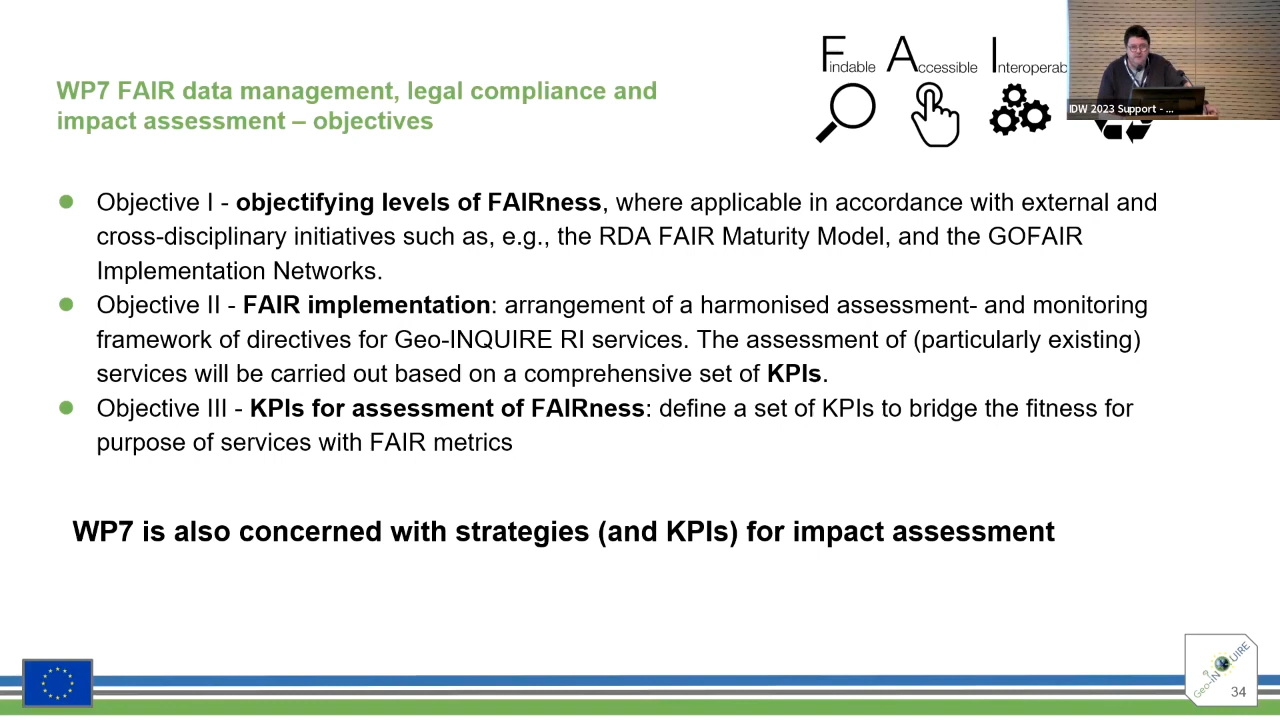 WP7 FAIR data management, legal compliance and
impact assessment – objectives
Findable Accessible Interoperab
IDW 2023 Support - ...
Objective I - objectifying levels of FAIRness, where applicable in accordance with external and
cross-disciplinary initiatives such as, e.g., the RDA FAIR Maturity Model, and the GOFAIR
Implementation Networks.
Objective II - FAIR implementation: arrangement of a harmonised assessment- and monitoring
framework of directives for Geo-INQUIRE RI services. The assessment of (particularly existing)
services will be carried out based on a comprehensive set of KPIs.
Objective III - KPIs for assessment of FAIRness: define a set of KPIs to bridge the fitness for
purpose of services with FAIR metrics
WP7 is also concerned with strategies (and KPIs) for impact assessment
Geo-INQUIRE
34